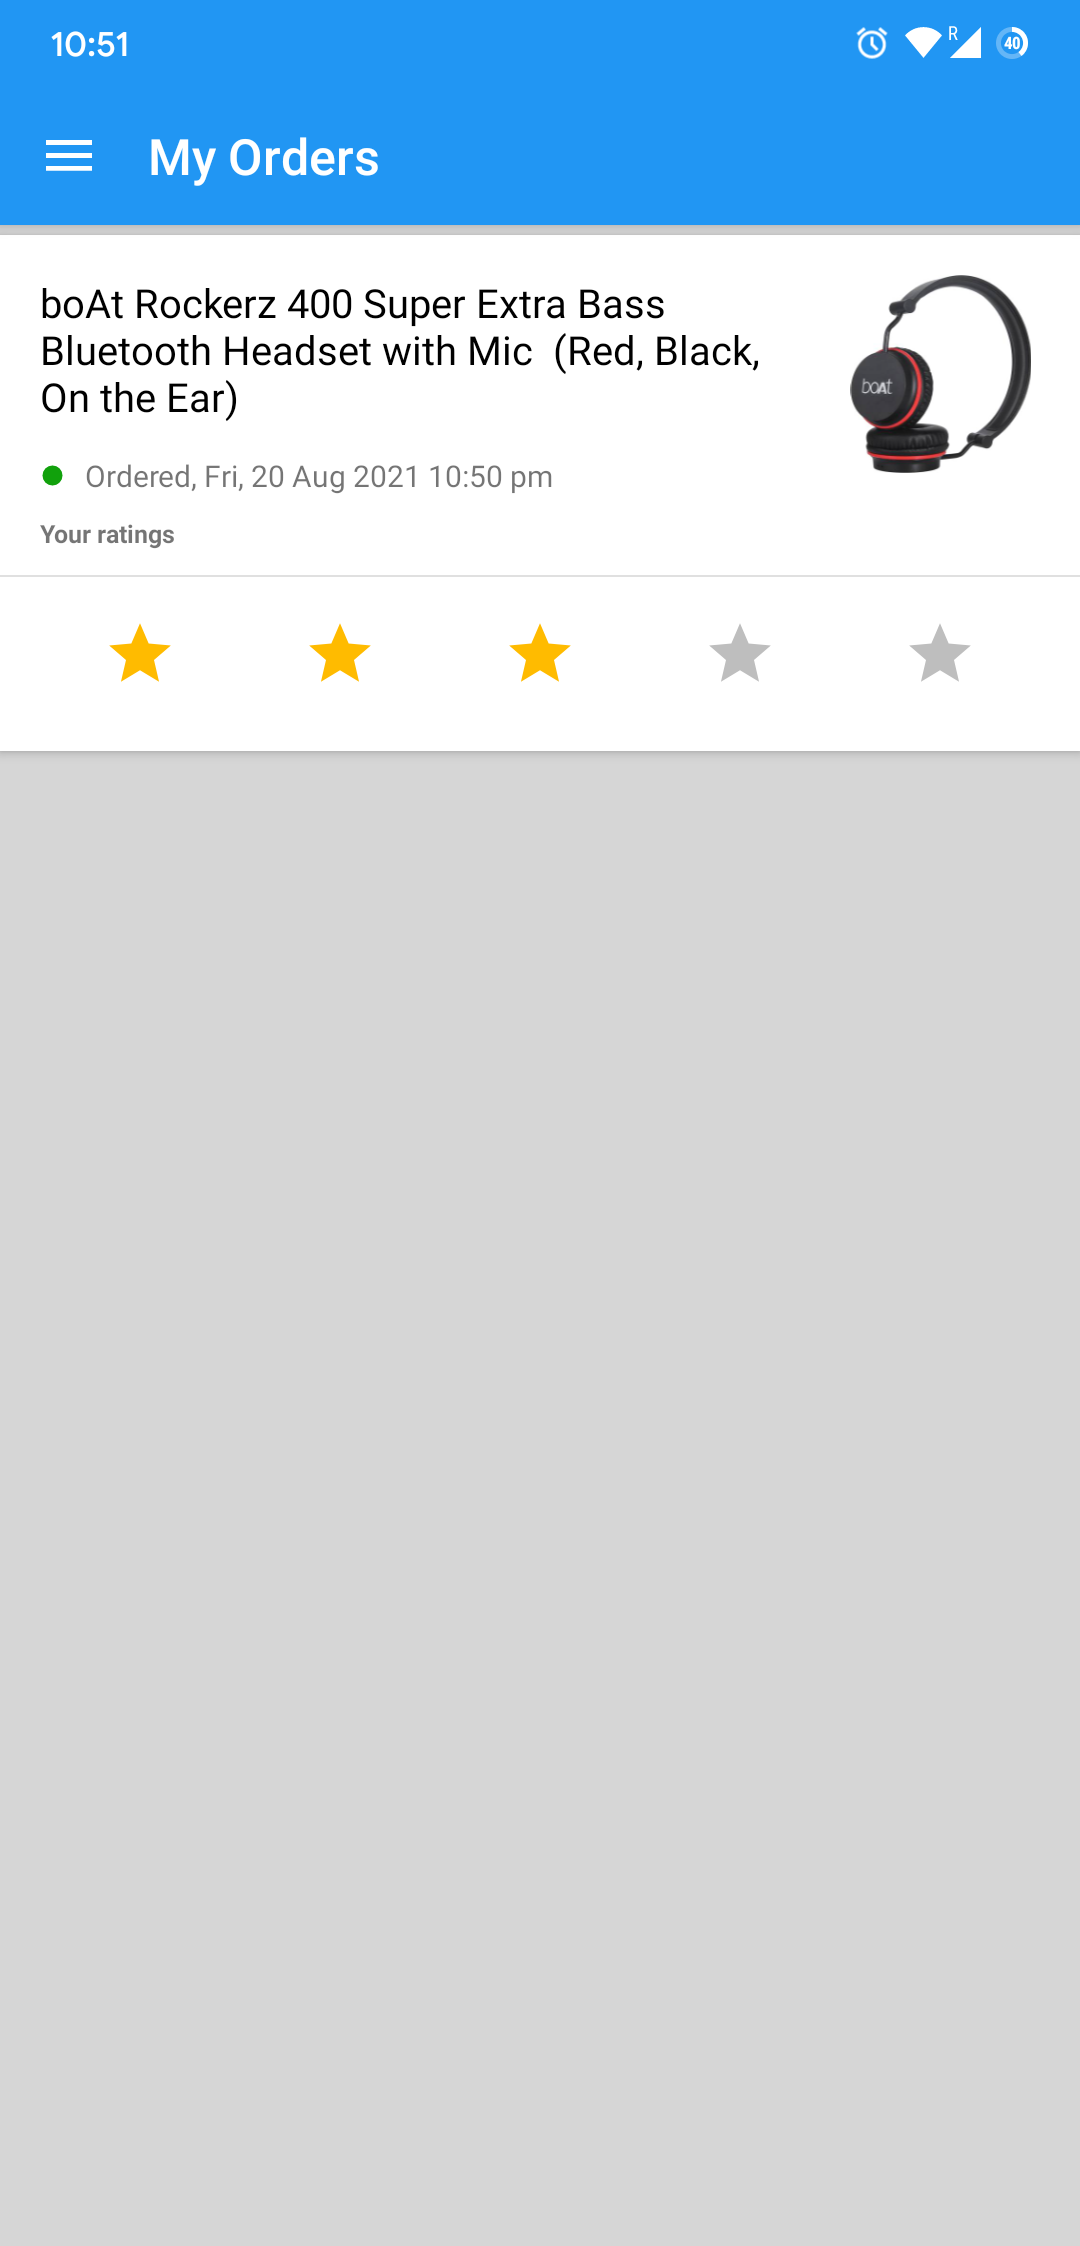 10:51
R
40
My Orders
boAt Rockerz 400 Super Extra Bass
Bluetooth Headset with Mic  (Red, Black,
On the Ear)
boAt
Ordered, Fri, 20 Aug 2021 10:50 pm
Your ratings